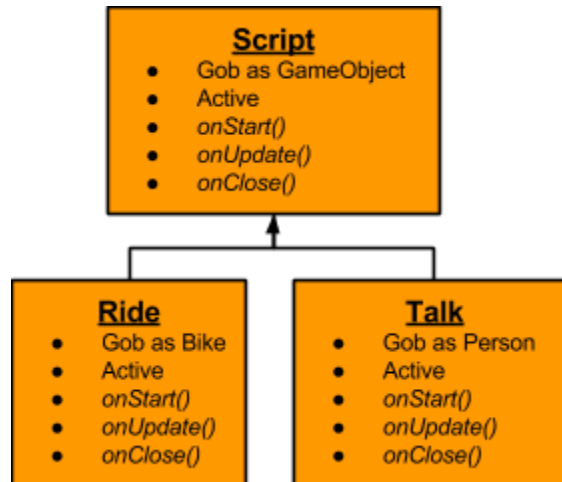 Script
● Gob as GameObject
● Active
● onStart()
● onUpdate()
● onClose()
Ride
● Gob as Bike
● Active
● onStart()
● onUpdate()
● onClose()
Talk
● Gob as Person
● Active
● onStart()
● onUpdate()
● onClose()